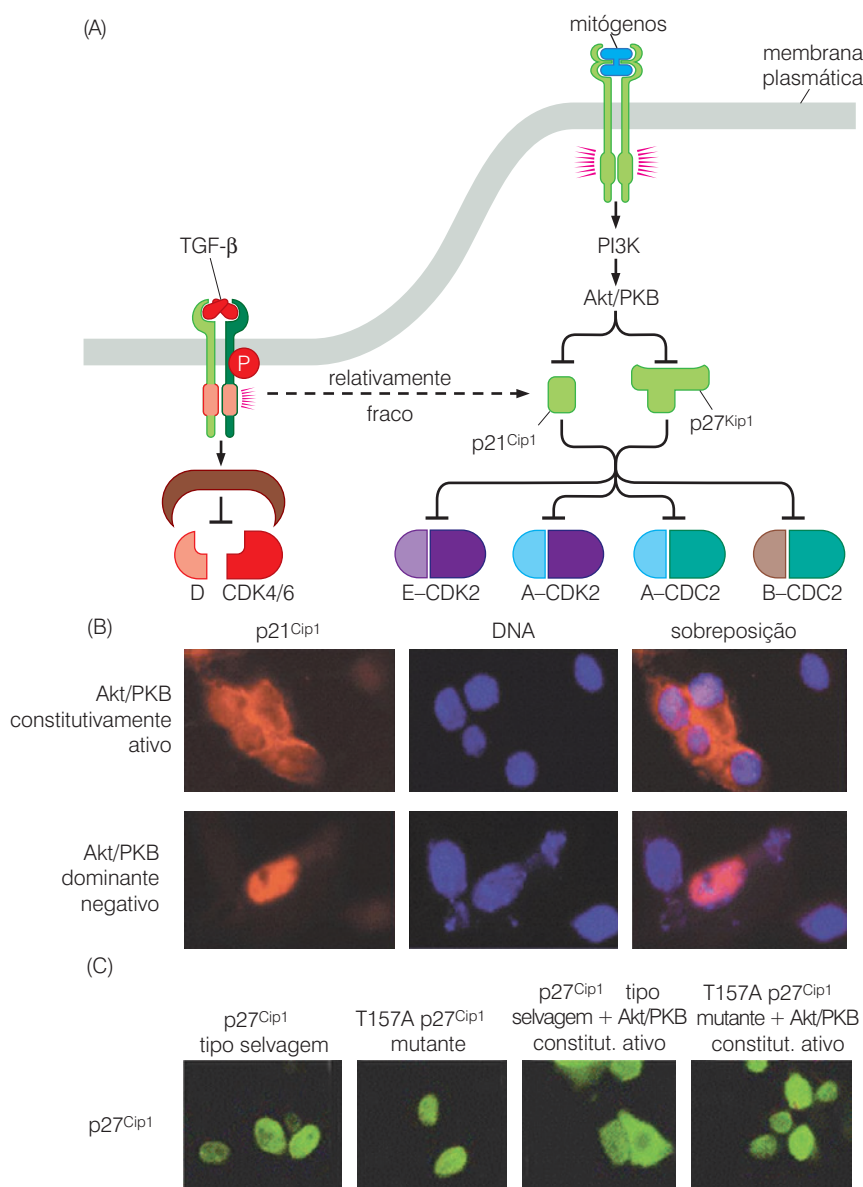 (A)
mitógenos
membrana
plasmática
TGF-β
P
PI3K
Akt/PKB
relativamente
fraco
p21Cip1
p27Kip1
D CDK4/6
E–CDK2
A–CDK2
A–CDC2
B–CDC2
(B)
p21Cip1
DNA
sobreposição
Akt/PKB
constitutivamente
ativo
Akt/PKB
dominante
negativo
(C)
p27Cip1
tipo selvagem
T157A p27Cip1
mutante
p27Cip1 tipo
selvagem + Akt/PKB
constitut. ativo
T157A p27Cip1
mutante + Akt/PKB
constitut. ativo
p27Cip1